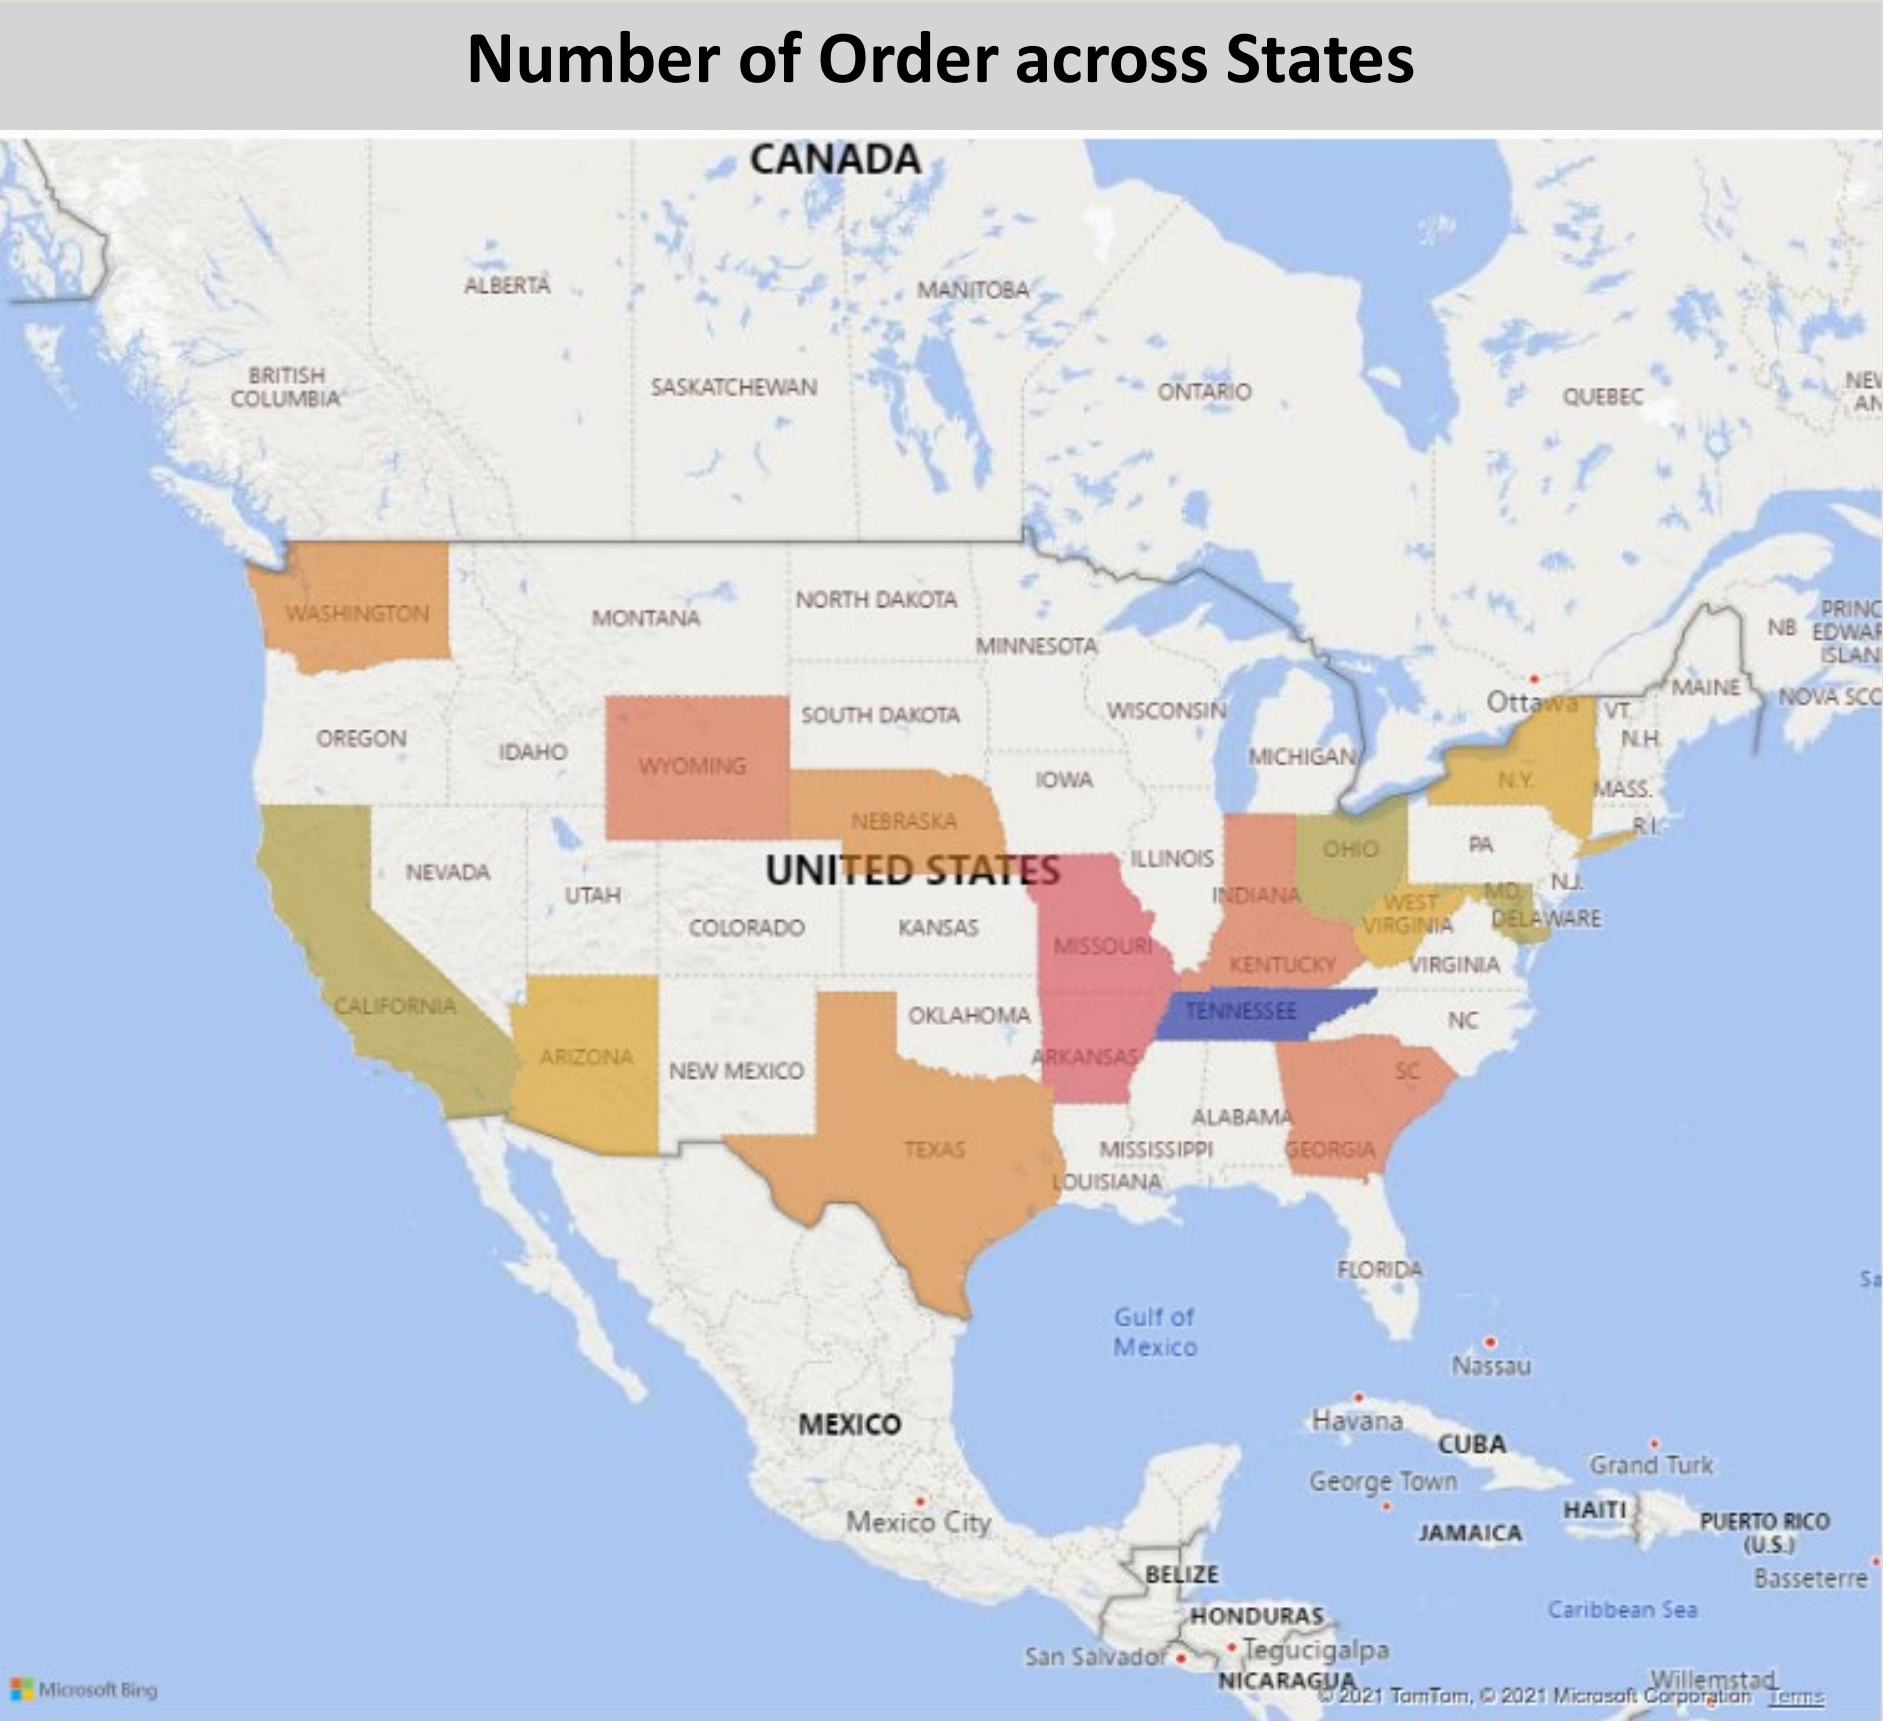 Number of Order across States
CANADA
ALBERTA
MANITOBA
BRITISH
COLUMBIA
SASKATCHEWAN
ONTARIO
QUEBEC
WASHINGTON
MONTANA
NORTH DAKOTA
MINNESOTA
NB
PRINC
EDWAR
ISLAN
MAINE
NOVA SCO
Ottawa
VT.
N.H.
OREGON
IDAHO
WYOMING
SOUTH DAKOTA
WISCONSIN
MICHIGAN
N.Y.
MASS.
R.I.
IOWA
NEBRASKA
UNITED STATES
ILLINOIS
INDIANA
OHIO
PA
N.J.
MD
DELAWARE
WEST
VIRGINIA
VIRGINIA
NEVADA
UTAH
COLORADO
KANSAS
MISSOURI
KENTUCKY
CALIFORNIA
ARIZONA
NEW MEXICO
OKLAHOMA
ARKANSAS
TENNESSEE
NC
SC
TEXAS
ALABAMA
MISSISSIPPI
GEORGIA
LOUISIANA
FLORIDA
Gulf of
Mexico
Nassau
MEXICO
Havana
CUBA
Grand Turk
George Town
Mexico City
HAITI
JAMAICA
PUERTO RICO
(U.S.)
Basseterre
BELIZE
HONDURAS
Caribbean Sea
San Salvador
Tegucigalpa
NICARAGUA
Willemstad
Microsoft Bing
© 2021 TomTom, © 2021 Microsoft Corporation Terms